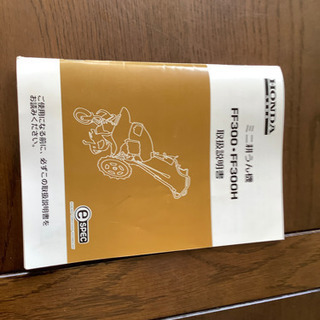 HONDA
ミニ耕うん機
FF300・FF300H
取扱説明書
e-SPEC
ご使用になる前に、必ずこの取扱説明書を
お読みください。